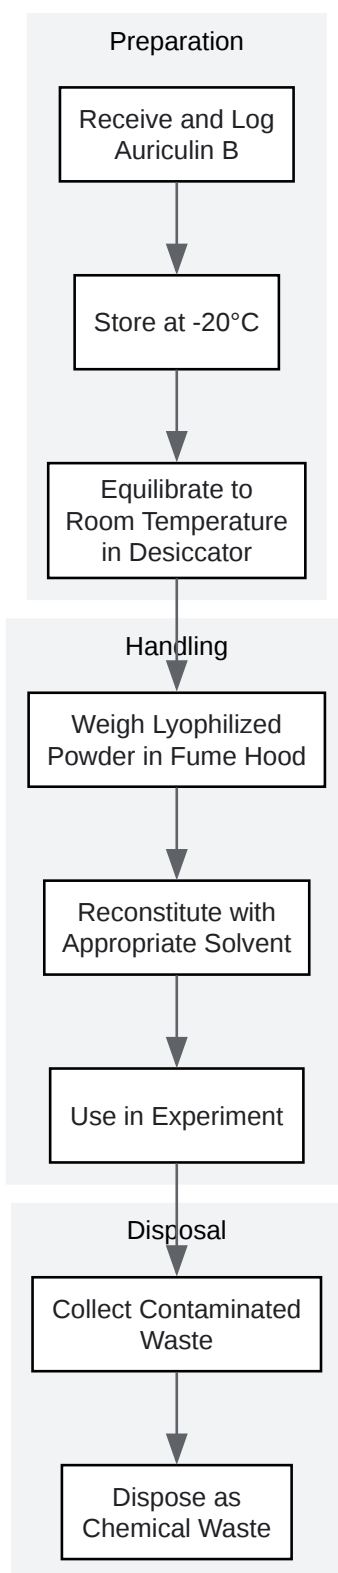 Preparation
Receive and Log
Auriculin B
Store at -20°C
Equilibrate to
Room Temperature
in Desiccator
Handling
Weigh Lyophilized
Powder in Fume Hood
Reconstitute with
Appropriate Solvent
Use in Experiment
Disposal
Collect Contaminated
Waste
Dispose as
Chemical Waste